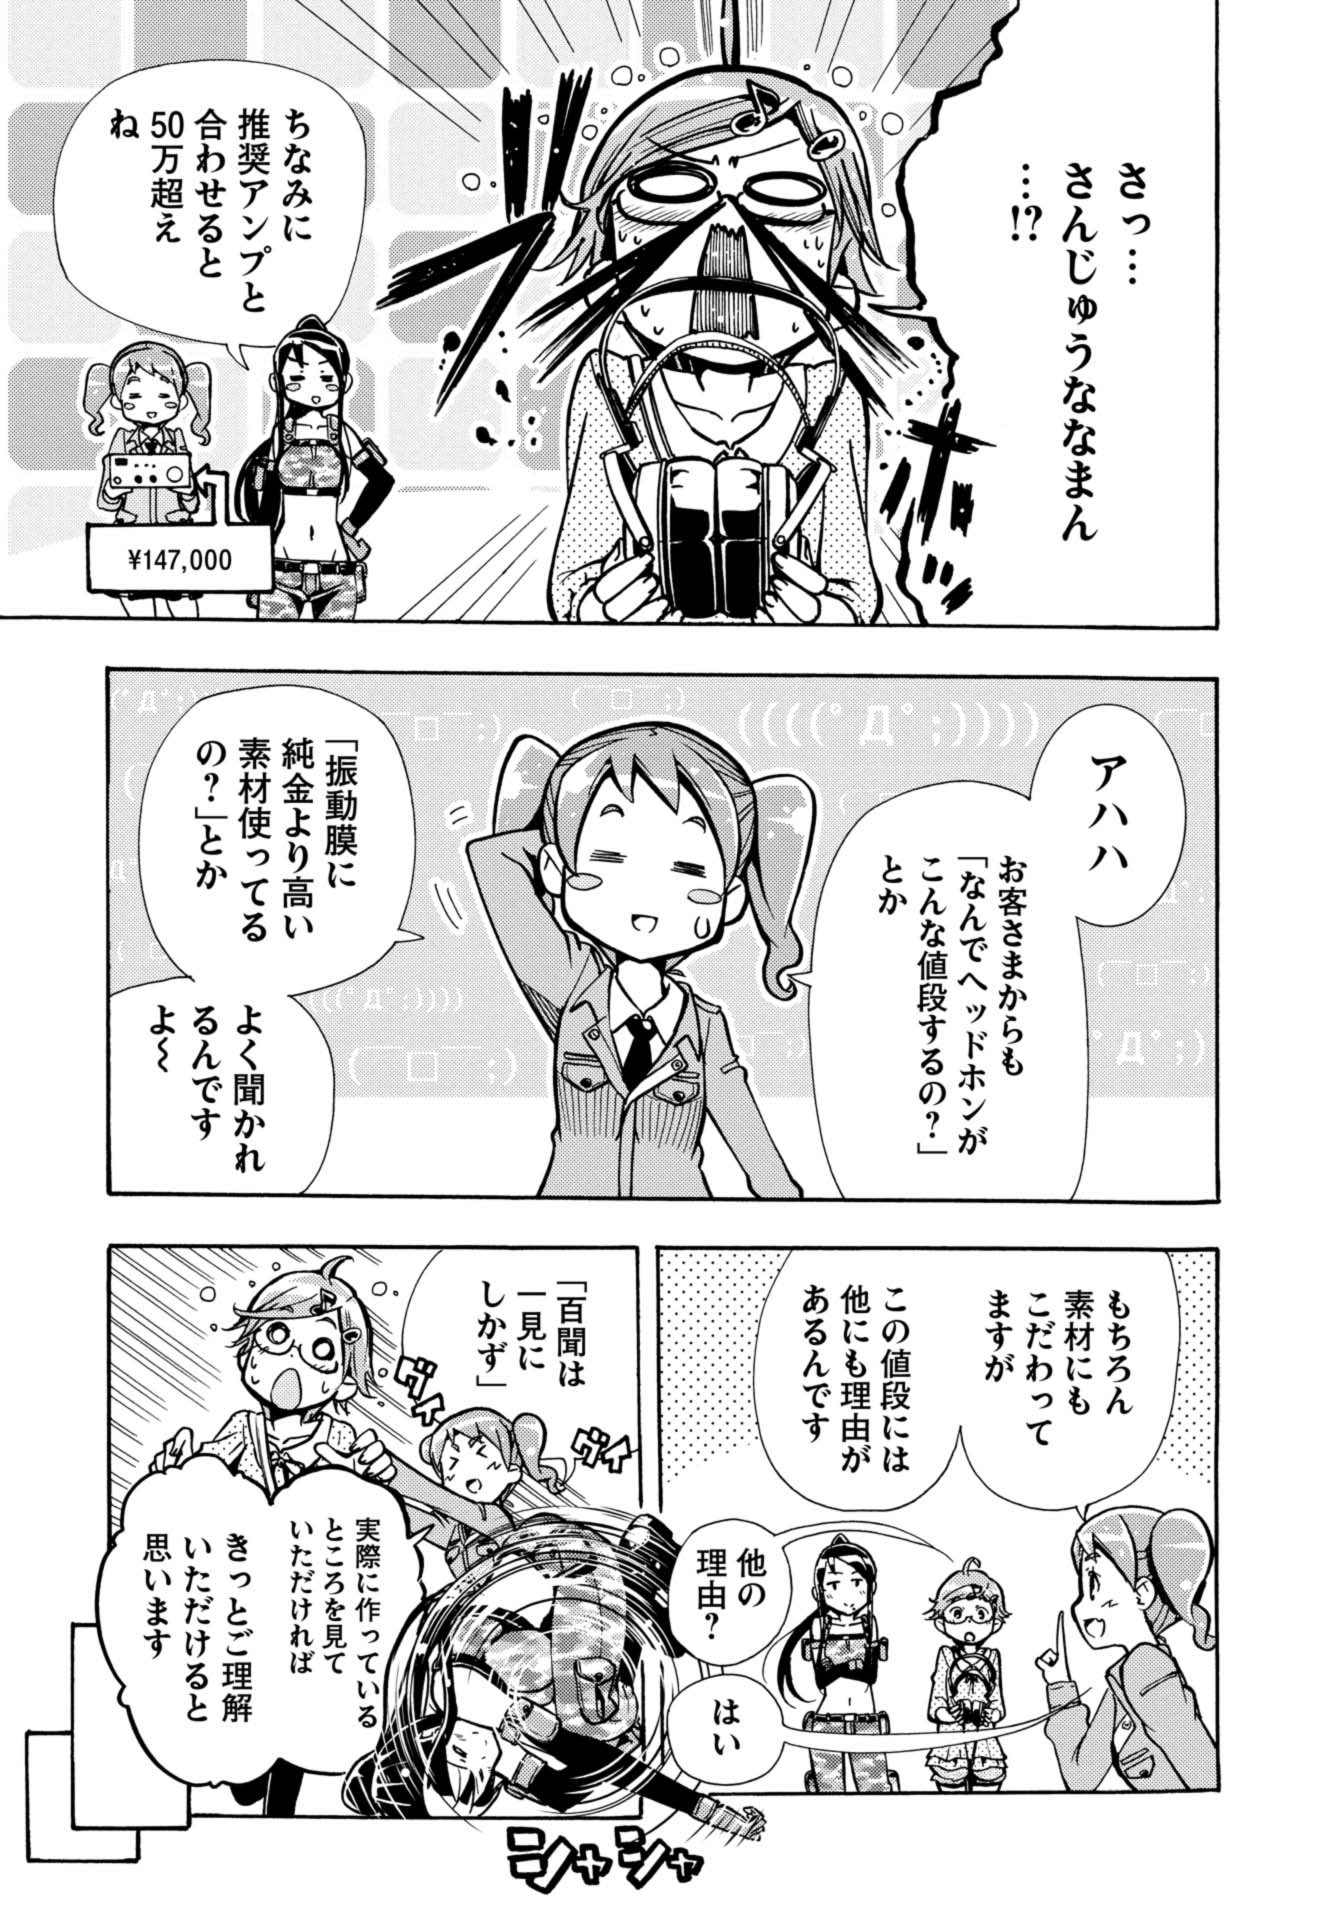 さっ…
さんじゅうななまん
…!?
ちなみに
推奨アンプと
合わせると
50万超え
ね
¥147,000
アハハ
お客さまからも
「なんでヘッドホンが
こんな値段するの？」
とか
「振動膜に
純金より高い
素材使ってる
の？」とか
よく聞かれ
るんです
よ〜
もちろん
素材にも
こだわって
ますが
この値段には
他にも理由が
あるんです
他の
理由？
はい
「百聞は
一見に
しかず」
グイ
グイ
実際に作っている
ところを見て
いただければ
きっとご理解
いただけると
思います
シャシャ